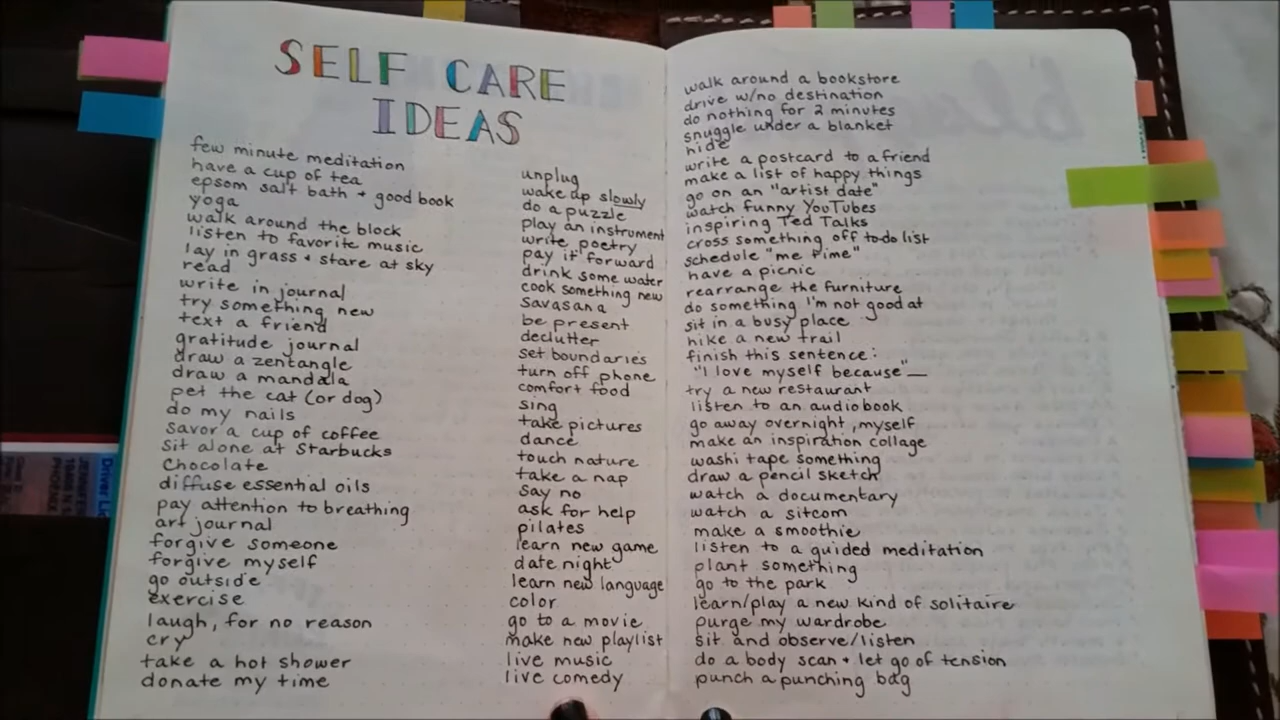 SELF CARE
IDEAS
few minute meditation
have a cup of tea
epsom salt bath + good book
yoga
walk around the block
listen to favorite music
lay in grass + stare at sky
read
write in journal
try something new
text a friend
gratitude journal
draw a zentangle
draw a mandala
pet the cat (or dog)
do my nails
savor a cup of coffee
sit alone at Starbucks
Chocolate
diffuse essential oils
pay attention to breathing
art journal
forgive someone
forgive myself
go outside
exercise
laugh, for no reason
cry
take a hot shower
donate my time
unplug
wake up slowly
do a puzzle
play an instrument
write poetry
pay it forward
drink some water
cook something new
savasana
be present
declutter
set boundaries
turn off phone
comfort food
sing
take pictures
dance
touch nature
take a nap
say no
ask for help
pilates
learn new game
date night
learn new language
color
go to a movie
make new playlist
live music
live comedy
walk around a bookstore
drive w/no destination
do nothing for 2 minutes
snuggle under a blanket
hide
write a postcard to a friend
make a list of happy things
go on an "artist date"
watch funny YouTubes
inspiring Ted Talks
cross something off to-do list
schedule "me time"
have a picnic
rearrange the furniture
do something I'm not good at
sit in a busy place
hike a new trail
finish this sentence:
"I love myself because"__
try a new restaurant
listen to an audiobook
go away overnight, myself
make an inspiration collage
washi tape something
draw a pencil sketch
watch a documentary
watch a sitcom
make a smoothie
listen to a guided meditation
plant something
go to the park
learn/play a new kind of solitaire
purge my wardrobe
sit and observe/listen
do a body scan + let go of tension
punch a punching bag